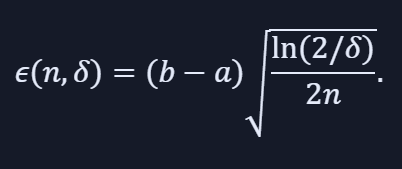 ϵ(n, δ) = (b − a) √(ln(2/δ) / 2n).